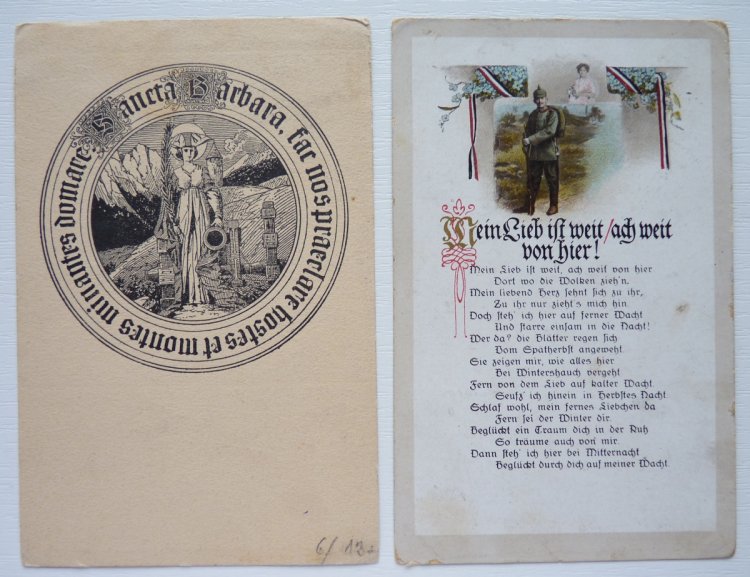 Sancta Barbara, fac nos praeclare hostes et montes minantes domare
6/
Mein Lieb ist weit/ach weit
von hier!
Mein Lieb ist weit, ach weit von hier
Dort wo die Wolken zieh'n.
Mein liebend Herz sehnt sich zu ihr,
Zu ihr nur zieht's mich hin.
Doch steh' ich hier auf ferner Wacht
Und starre einsam in die Nacht!
Wer da? die Blätter regen sich
Vom Spätherbst angeweht.
Sie zeigen mir, wie alles hier
Bei Wintershauch vergeht.
Fern von dem Lieb auf kalter Wacht.
Seufz' ich hinein in Herbstes Nacht.
Schlaf wohl, mein fernes Liebchen da
Fern sei der Winter dir.
Beglückt ein Traum dich in der Ruh
So träume auch von mir.
Dann steh' ich hier bei Mitternacht
Beglückt durch dich auf meiner Wacht.